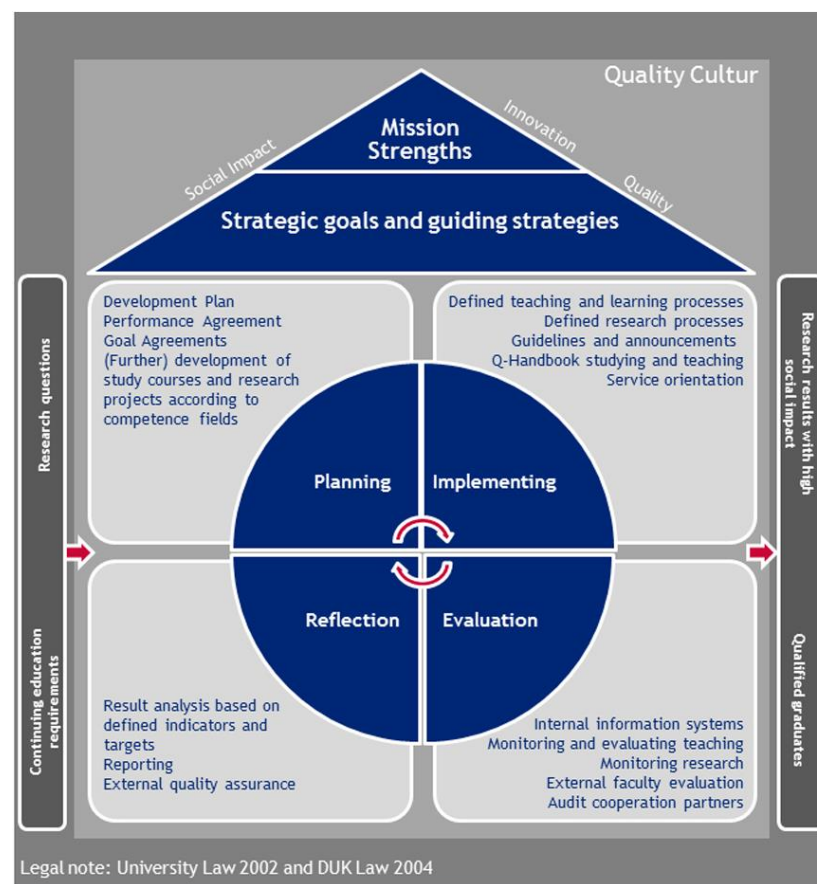 Quality Cultur
Social Impact
Innovation
Quality
Mission
Strengths
Strategic goals and guiding strategies
Research questions
Continuing education
requirements
Development Plan
Performance Agreement
Goal Agreements
(Further) development of
study courses and research
projects according to
competence fields
Defined teaching and learning processes
Defined research processes
Guidelines and announcements
Q-Handbook studying and teaching
Service orientation
Planning
Implementing
Reflection
Evaluation
Result analysis based on
defined indicators and
targets
Reporting
External quality assurance
Internal information systems
Monitoring and evaluating teaching
Monitoring research
External faculty evaluation
Audit cooperation partners
Research results with high
social impact
Qualified graduates
Legal note: University Law 2002 and DUK Law 2004